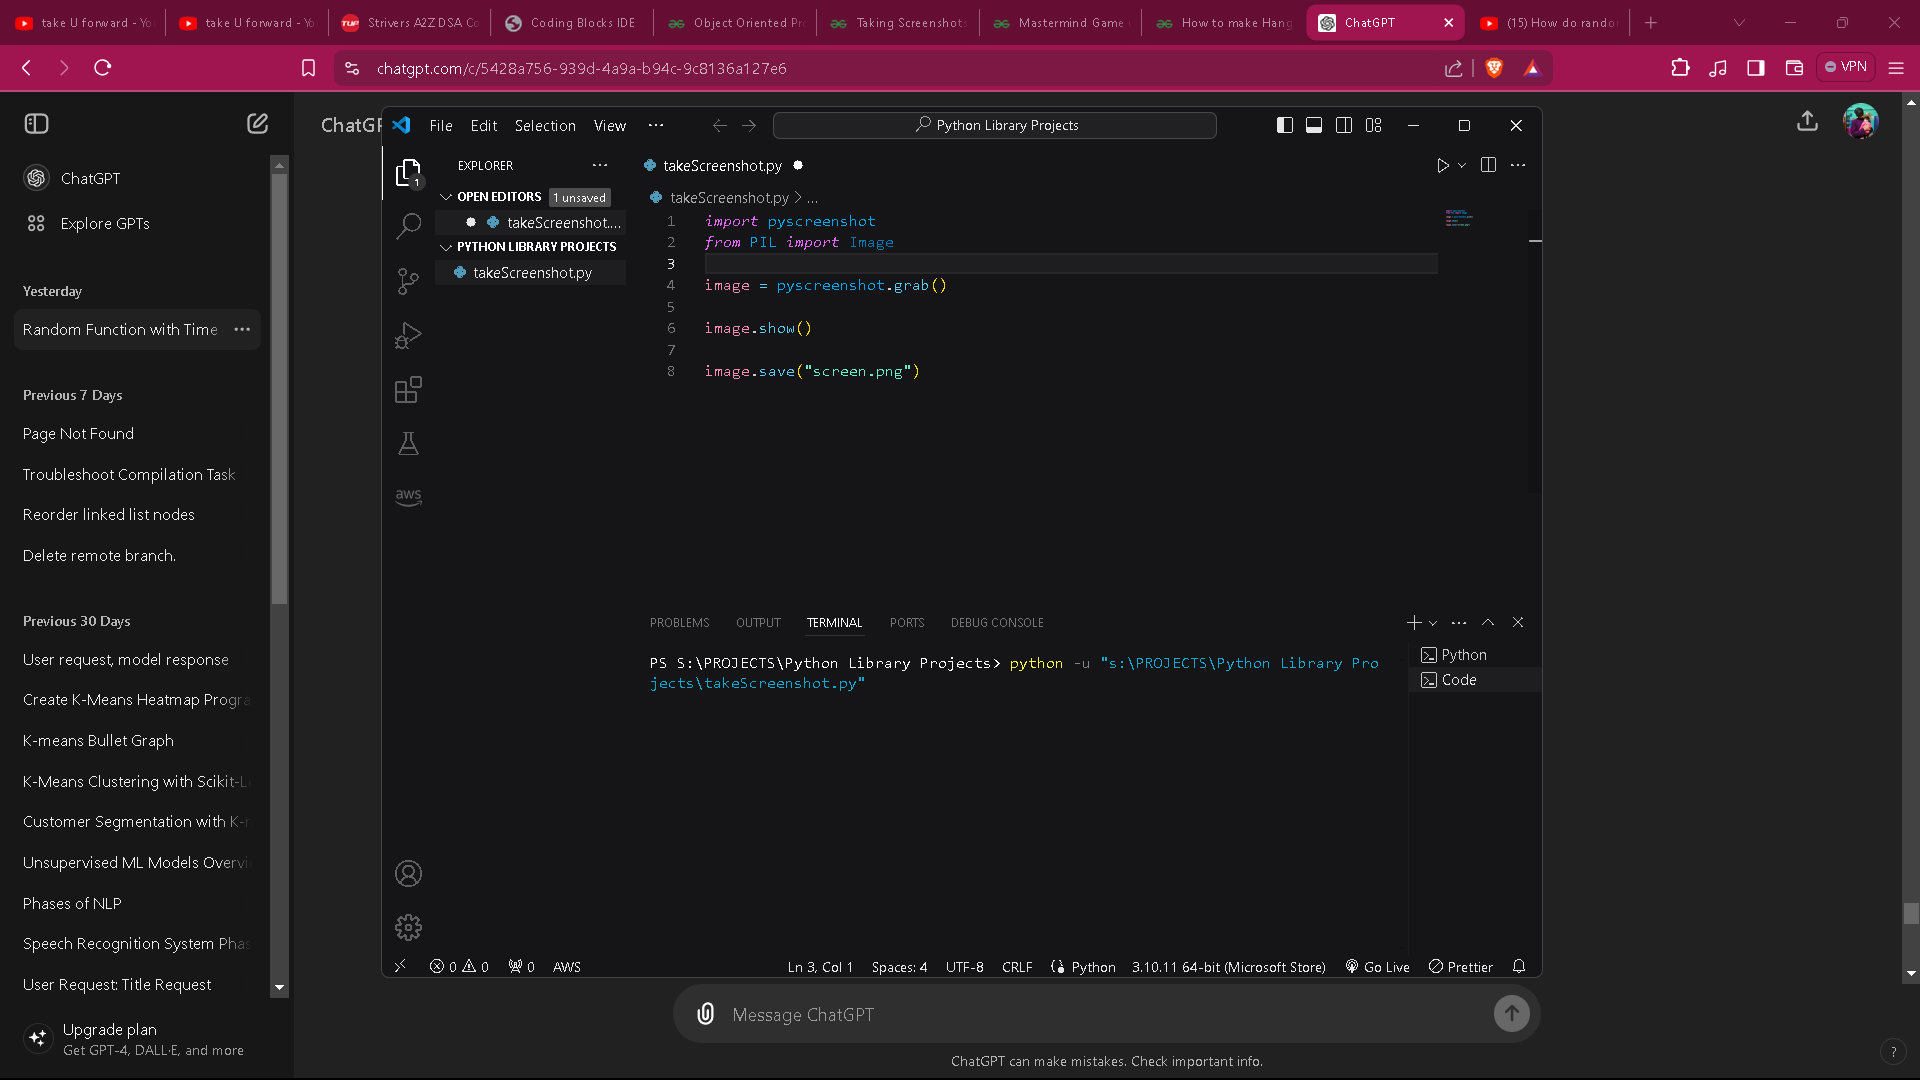 take U forward - Yo
take U forward - Yo
Strivers A2Z DSA Co
Coding Blocks IDE
Object Oriented Pr
Taking Screenshots
Mastermind Game
How to make Hang
ChatGPT
(15) How do rando
chatgpt.com/c/5428a756-939d-4a9a-b94c-9c8136a127e6
VPN
ChatGPT
Explore GPTs
Yesterday
Random Function with Time
Previous 7 Days
Page Not Found
Troubleshoot Compilation Task
Reorder linked list nodes
Delete remote branch.
Previous 30 Days
User request, model response
Create K-Means Heatmap Progra
K-means Bullet Graph
K-Means Clustering with Scikit-L
Customer Segmentation with K-
Unsupervised ML Models Overvi
Phases of NLP
Speech Recognition System Phas
User Request: Title Request
Upgrade plan
Get GPT-4, DALL·E, and more
ChatGP
File Edit Selection View ···
Python Library Projects
EXPLORER
1
OPEN EDITORS 1 unsaved
takeScreenshot....
PYTHON LIBRARY PROJECTS
takeScreenshot.py
aws
takeScreenshot.py
takeScreenshot.py > ...
1 import pyscreenshot
2 from PIL import Image
3
4 image = pyscreenshot.grab()
5
6 image.show()
7
8 image.save("screen.png")
PROBLEMS OUTPUT TERMINAL PORTS DEBUG CONSOLE
PS S:\PROJECTS\Python Library Projects> python -u "s:\PROJECTS\Python Library Pro
jects\takeScreenshot.py"
Python
Code
0 0 0 AWS
Ln 3, Col 1 Spaces: 4 UTF-8 CRLF Python 3.10.11 64-bit (Microsoft Store) Go Live Prettier
Message ChatGPT
ChatGPT can make mistakes. Check important info.
?